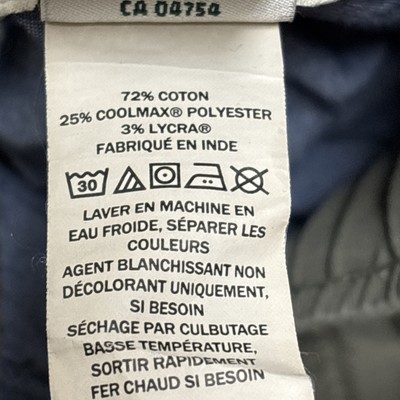 CA 04754
72% COTON
25% COOLMAX® POLYESTER
3% LYCRA®
FABRIQUÉ EN INDE
30
LAVER EN MACHINE EN
EAU FROIDE, SÉPARER LES
COULEURS
AGENT BLANCHISSANT NON
DÉCOLORANT UNIQUEMENT,
SI BESOIN
SÉCHAGE PAR CULBUTAGE
BASSE TEMPÉRATURE,
SORTIR RAPIDEMENT
FER CHAUD SI BESOIN